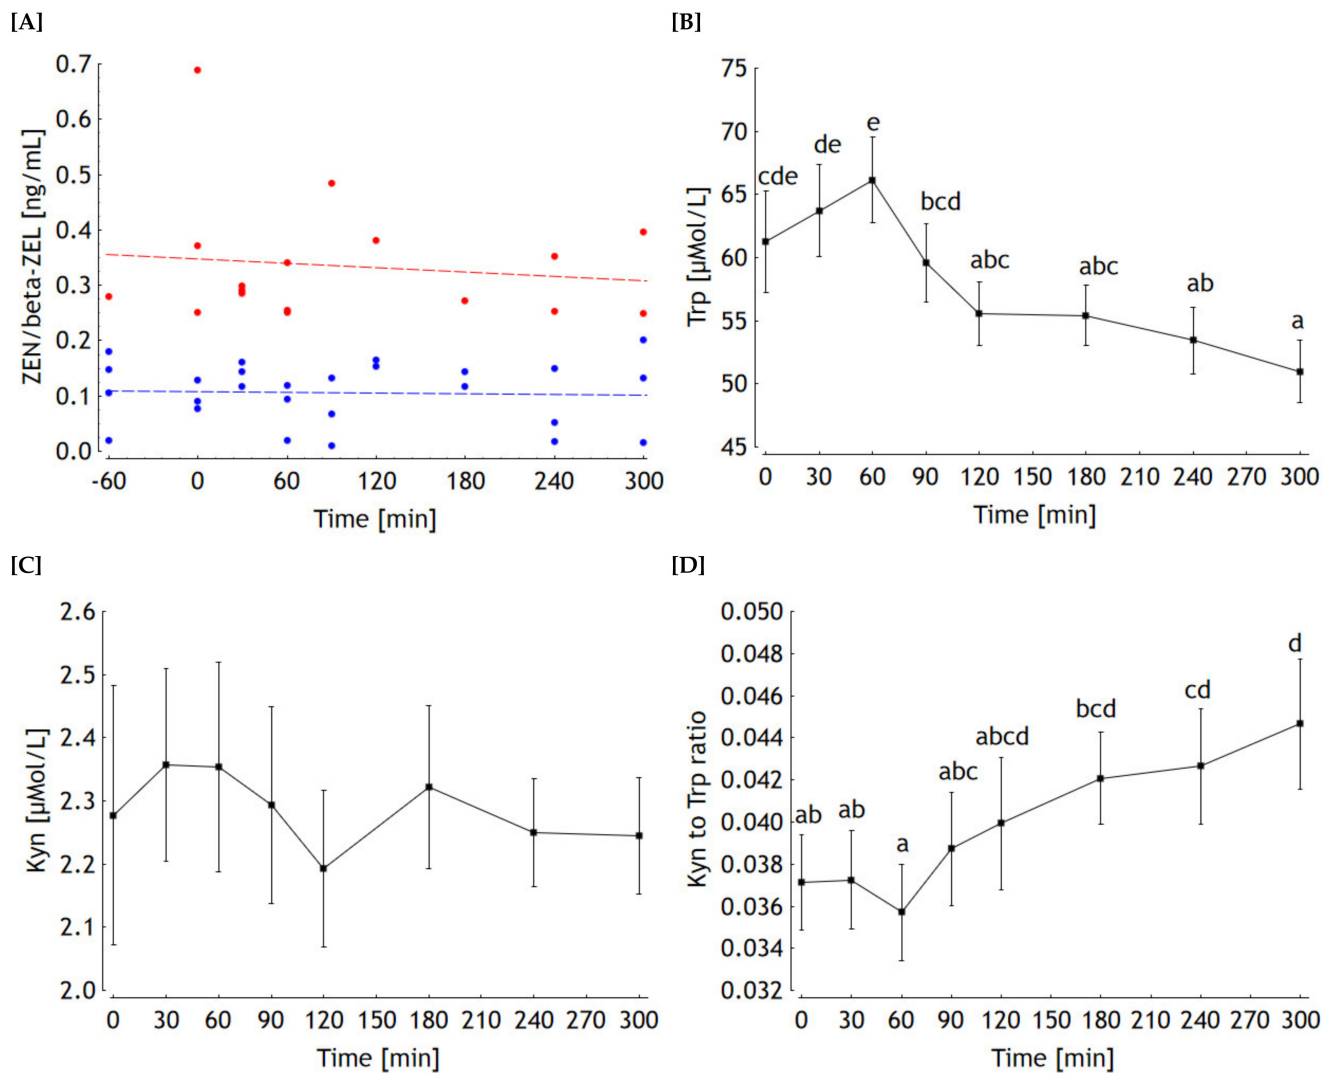 [A]
ZEN/beta-ZEL [ng/mL]
0.7
0.6
0.5
0.4
0.3
0.2
0.1
0.0
-60 0 60 120 180 240 300
Time [min]
[B]
Trp [µMol/L]
75
70
65
60
55
50
45
cde
de
e
bcd
abc
abc
ab
a
0 30 60 90 120 150 180 210 240 270 300
Time [min]
[C]
Kyn [µMol/L]
2.6
2.5
2.4
2.3
2.2
2.1
2.0
0 30 60 90 120 150 180 210 240 270 300
Time [min]
[D]
Kyn to Trp ratio
0.050
0.048
0.046
0.044
0.042
0.040
0.038
0.036
0.034
0.032
ab
ab
a
abc
abcd
bcd
cd
d
0 30 60 90 120 150 180 210 240 270 300
Time [min]